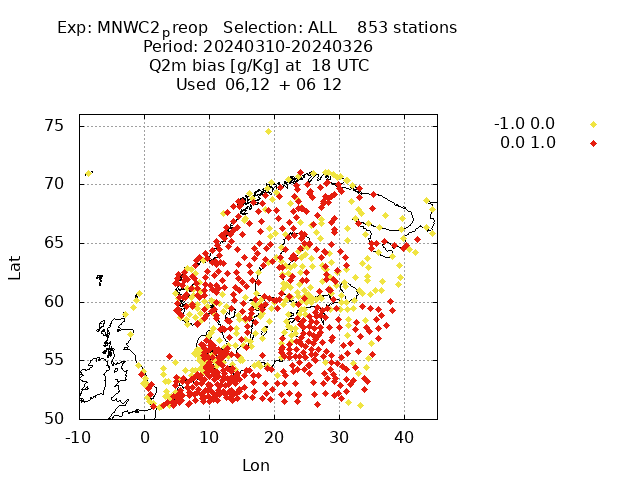 Exp: MNWC2preop Selection: ALL 853 stations
Period: 20240310-20240326
Q2m bias [g/Kg] at 18 UTC
Used 06,12 + 06 12
-1.0 0.0
0.0 1.0
75
70
65
60
55
50
-10 0 10 20 30 40
Lat
Lon